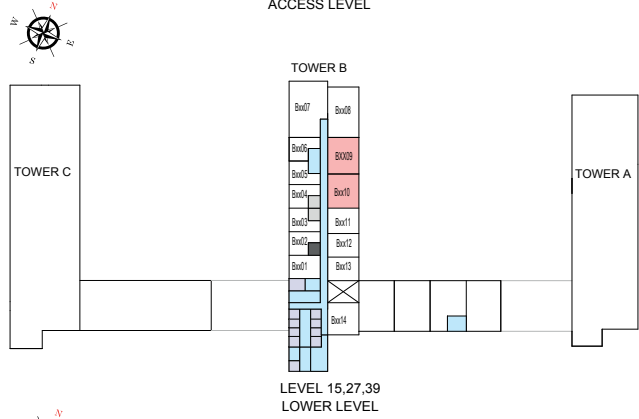 ACCESS LEVEL
N
W
E
S
TOWER B
Bxx07
Bxx08
Bxx06
BXX09
Bxx05
TOWER C
TOWER A
Bxx04
Bxx10
Bxx03
Bxx11
Bxx02
Bxx12
Bxx01
Bxx13
Bxx14
LEVEL 15,27,39
LOWER LEVEL
N